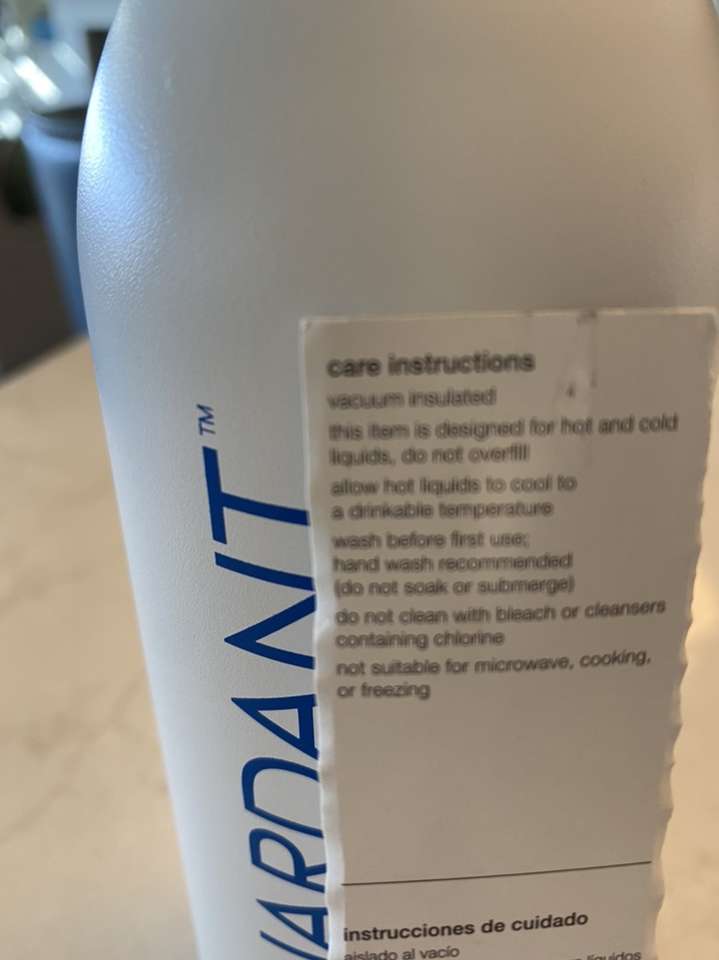 care instructions
vacuum insulated
this item is designed for hot and cold
liquids, do not overfill
allow hot liquids to cool to
a drinkable temperature
wash before first use;
hand wash recommended
(do not soak or submerge)
do not clean with bleach or cleansers
containing chlorine
not suitable for microwave, cooking,
or freezing
instrucciones de cuidado
aislado al vacío
líquidos
ARDANT™